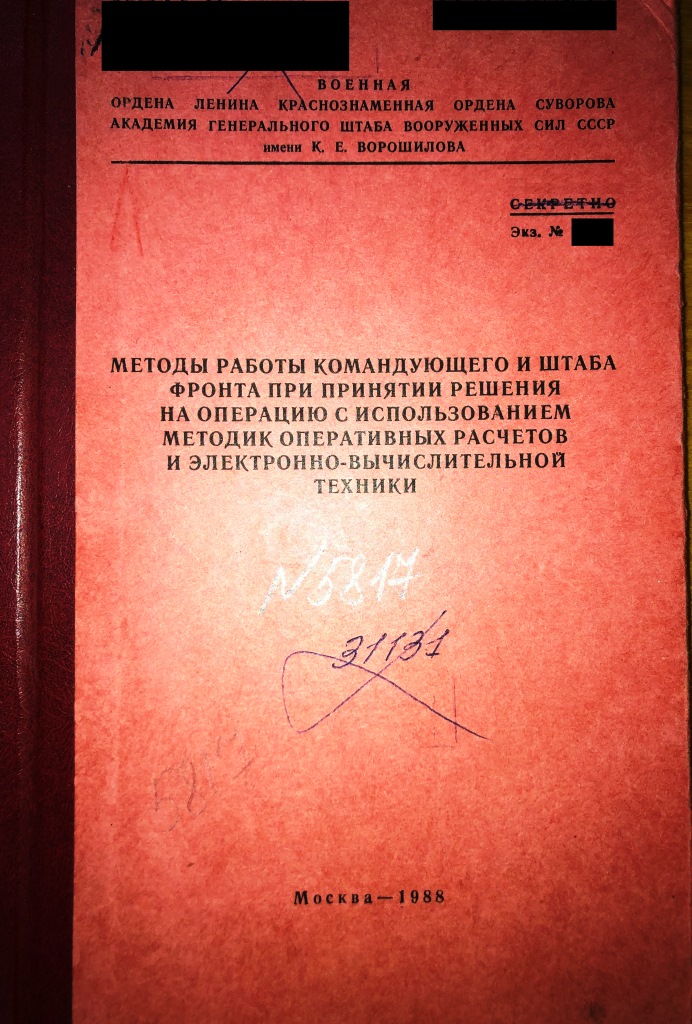 ВОЕННАЯ
ОРДЕНА ЛЕНИНА КРАСНОЗНАМЕННАЯ ОРДЕНА СУВОРОВА
АКАДЕМИЯ ГЕНЕРАЛЬНОГО ШТАБА ВООРУЖЕННЫХ СИЛ СССР
имени К. Е. ВОРОШИЛОВА
СЕКРЕТНО
Экз. №
МЕТОДЫ РАБОТЫ КОМАНДУЮЩЕГО И ШТАБА
ФРОНТА ПРИ ПРИНЯТИИ РЕШЕНИЯ
НА ОПЕРАЦИЮ С ИСПОЛЬЗОВАНИЕМ
МЕТОДИК ОПЕРАТИВНЫХ РАСЧЕТОВ
И ЭЛЕКТРОННО-ВЫЧИСЛИТЕЛЬНОЙ
ТЕХНИКИ
№5817
31131
Москва—1988